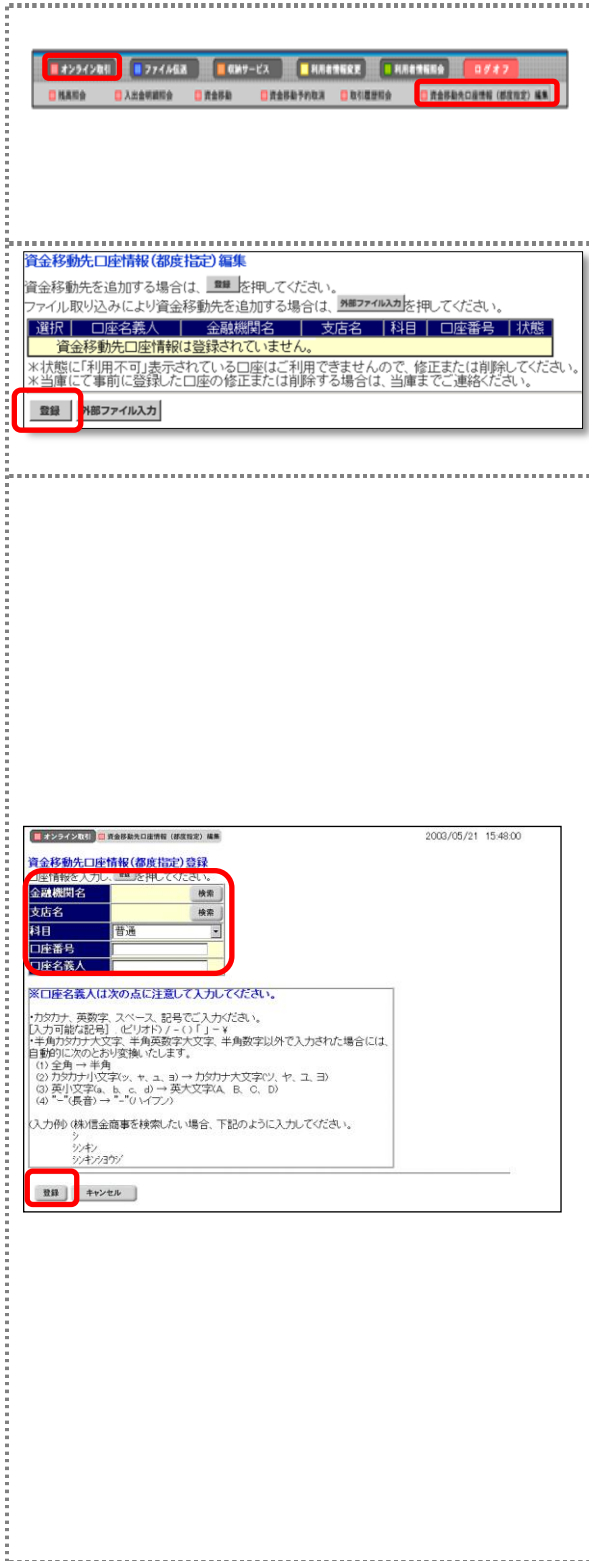 オンライン取引 ファイル伝送 収納サービス 利用者情報変更 利用者情報照会 ログオフ
残高照会 入出金明細照会 資金移動 資金移動予約取消 取引履歴照会 資金移動先口座情報（都度指定）編集
資金移動先口座情報(都度指定)編集
資金移動先を追加する場合は、 登録 を押してください。
ファイル取り込みにより資金移動先を追加する場合は、 外部ファイル入力 を押してください。
選択 口座名義人 金融機関名 支店名 科目 口座番号 状態
資金移動先口座情報は登録されていません。
※状態に「利用不可」表示されている口座はご利用できませんので、修正または削除してください。
※当庫にて事前に登録した口座の修正または削除する場合は、当庫までご連絡ください。
登録 外部ファイル入力
オンライン取引 資金移動先口座情報（都度指定）編集 2003/05/21 15:48:00
資金移動先口座情報(都度指定)登録
口座情報を入力し、 登録 を押してください。
金融機関名 検索
支店名 検索
科目 普通
口座番号
口座名義人
※口座名義人は次の点に注意して入力してください。
・カタカナ、英数字、スペース、記号でご入力ください。
[入力可能な記号] . (ピリオド) / - ( ) 「 」 - ¥
・半角カタカナ大文字、半角英数字大文字、半角数字以外で入力された場合には、
自動的に次のとおり変換いたします。
(1) 全角 → 半角
(2) カタカナ小文字(ッ、ャ、ュ、ョ) → カタカナ大文字(ツ、ヤ、ユ、ヨ)
(3) 英小文字(a、b、c、d) → 英大文字(A、B、C、D)
(4) "ｰ"(長音) → "-"(ハイフン)
(入力例) (株)信金商事を検索したい場合、下記のように入力してください。
シ
シンキン
シンキンショウジ
登録 キャンセル